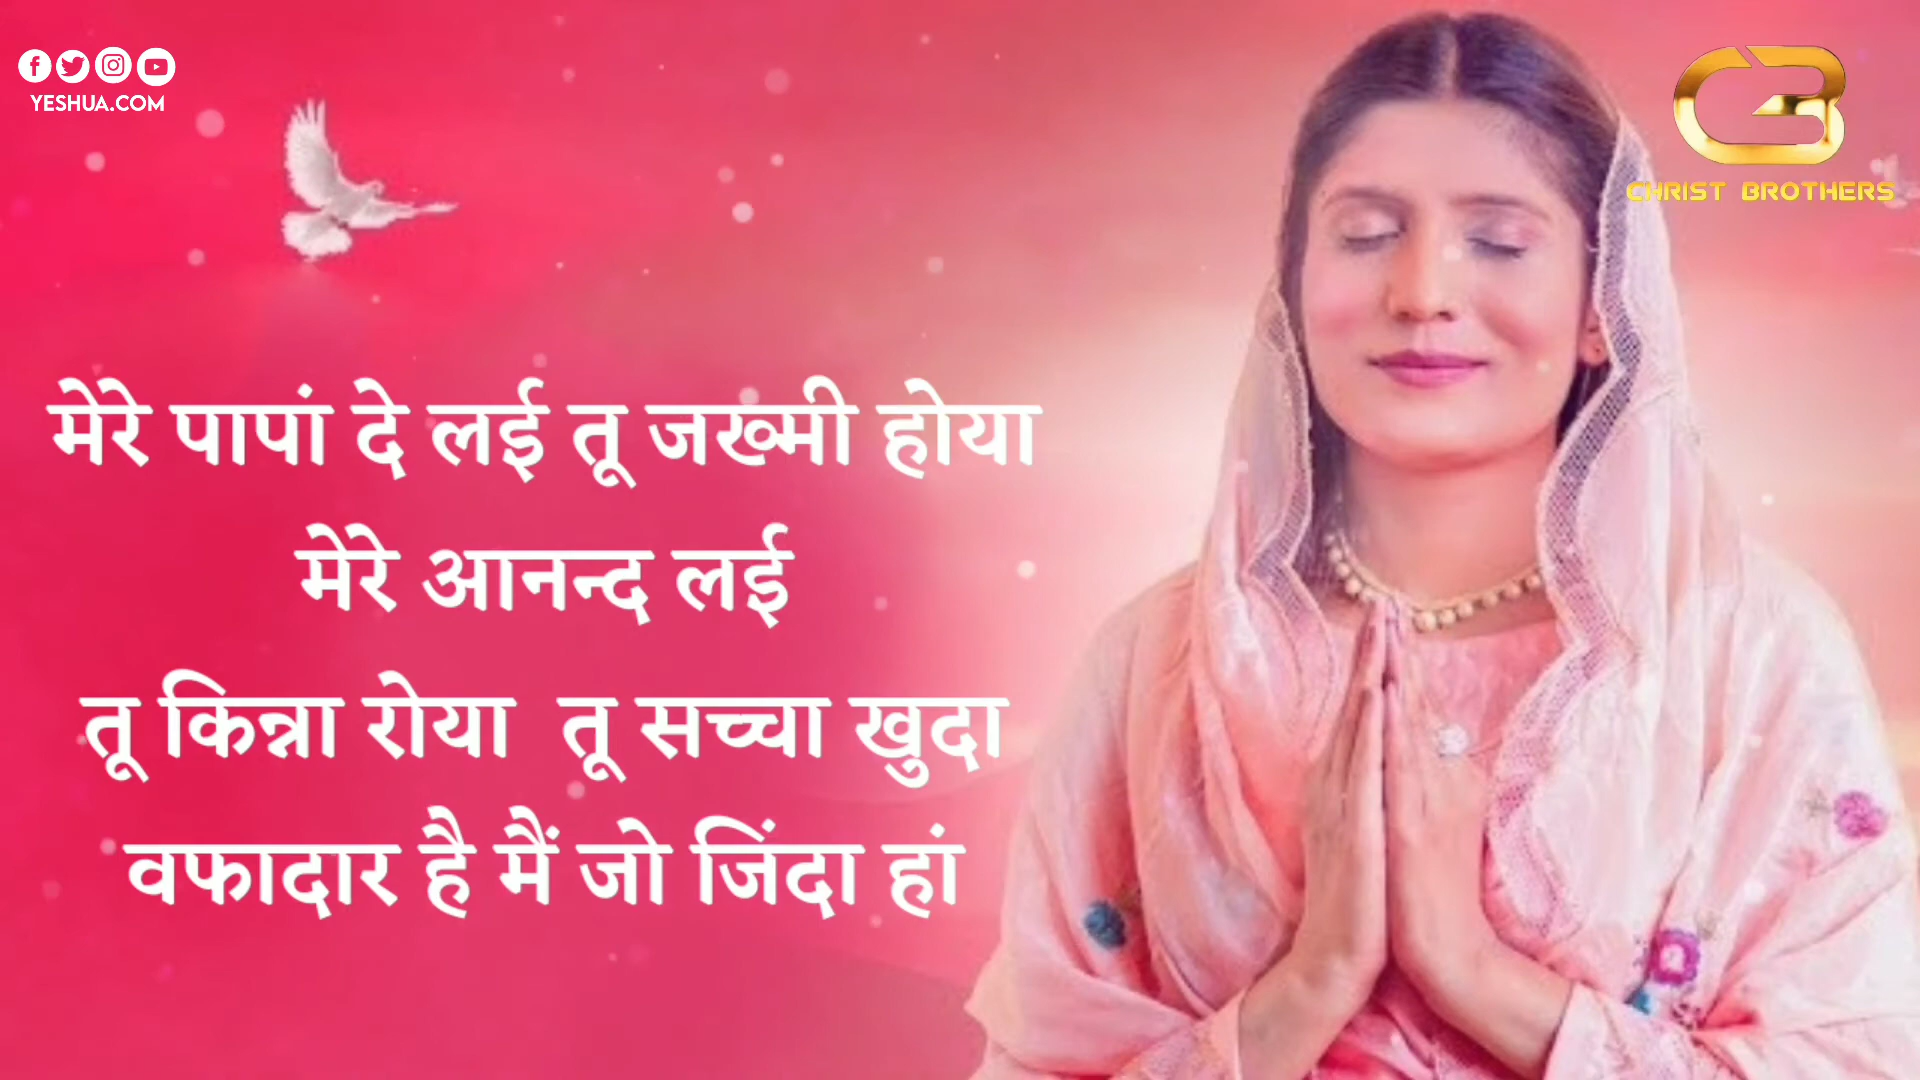 YESHUA.COM
CHRIST BROTHERS
मेरे पापां दे लई तू जख्मी होया
मेरे आनन्द लई
तू किन्ना रोया तू सच्चा खुदा
वफादार है मैं जो जिंदा हां